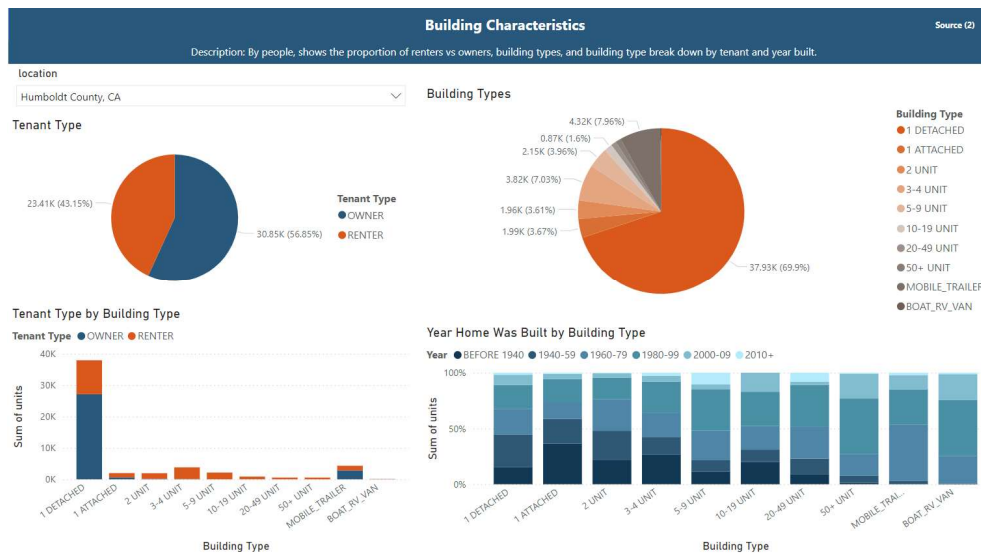 Building Characteristics
Source (2)
Description: By people, shows the proportion of renters vs owners, building types, and building type break down by tenant and year built.
location
Humboldt County, CA
Tenant Type
23.41K (43.15%)
30.85K (56.85%)
Tenant Type
OWNER
RENTER
Building Types
4.32K (7.96%)
0.87K (1.6%)
2.15K (3.96%)
3.82K (7.03%)
1.96K (3.61%)
1.99K (3.67%)
37.93K (69.9%)
Building Type
1 DETACHED
1 ATTACHED
2 UNIT
3-4 UNIT
5-9 UNIT
10-19 UNIT
20-49 UNIT
50+ UNIT
MOBILE_TRAILER
BOAT_RV_VAN
Tenant Type by Building Type
Tenant Type OWNER RENTER
Sum of units
40K
30K
20K
10K
0K
1 DETACHED
1 ATTACHED
2 UNIT
3-4 UNIT
5-9 UNIT
10-19 UNIT
20-49 UNIT
50+ UNIT
MOBILE_TRAILER
BOAT_RV_VAN
Building Type
Year Home Was Built by Building Type
Year BEFORE 1940 1940-59 1960-79 1980-99 2000-09 2010+
Sum of units
100%
50%
0%
1 DETACHED
1 ATTACHED
2 UNIT
3-4 UNIT
5-9 UNIT
10-19 UNIT
20-49 UNIT
50+ UNIT
MOBILE_TRAI...
BOAT_RV_VAN
Building Type